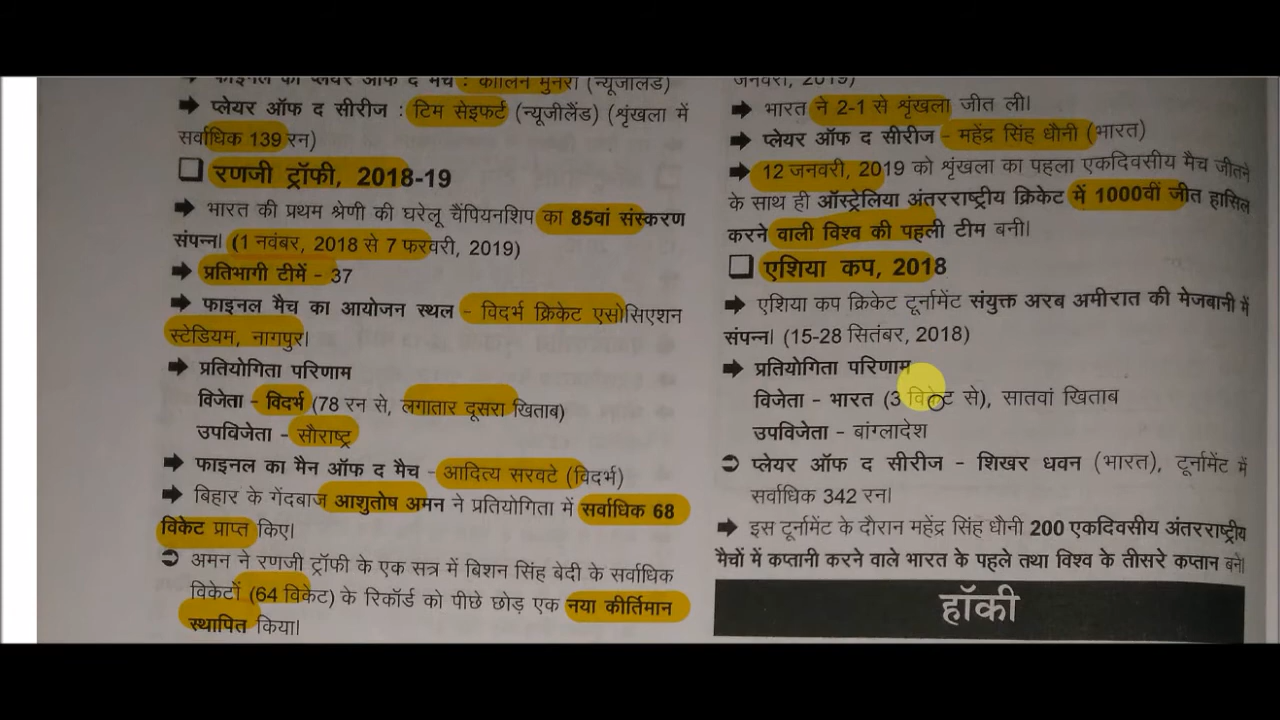 फाइनल का प्लेयर ऑफ द मैच : कॉलिन मुनरो (न्यूजीलैंड)
➡ प्लेयर ऑफ द सीरीज : टिम सेइफर्ट (न्यूजीलैंड) (शृंखला में
सर्वाधिक 139 रन)
❑ रणजी ट्रॉफी, 2018-19
➡ भारत की प्रथम श्रेणी की घरेलू चैंपियनशिप का 85वां संस्करण
संपन्न। (1 नवंबर, 2018 से 7 फरवरी, 2019)
➡ प्रतिभागी टीमें - 37
➡ फाइनल मैच का आयोजन स्थल - विदर्भ क्रिकेट एसोसिएशन
स्टेडियम, नागपुर।
➡ प्रतियोगिता परिणाम
विजेता - विदर्भ (78 रन से, लगातार दूसरा खिताब)
उपविजेता - सौराष्ट्र
➡ फाइनल का मैन ऑफ द मैच - आदित्य सरवटे (विदर्भ)
➡ बिहार के गेंदबाज आशुतोष अमन ने प्रतियोगिता में सर्वाधिक 68
विकेट प्राप्त किए।
➲ अमन ने रणजी ट्रॉफी के एक सत्र में बिशन सिंह बेदी के सर्वाधिक
विकेटों (64 विकेट) के रिकॉर्ड को पीछे छोड़ एक नया कीर्तिमान
स्थापित किया।
जनवरी, 2019)
➡ भारत ने 2-1 से शृंखला जीत ली।
➡ प्लेयर ऑफ द सीरीज - महेंद्र सिंह धौनी (भारत)
➡ 12 जनवरी, 2019 को शृंखला का पहला एकदिवसीय मैच जीतने
के साथ ही ऑस्ट्रेलिया अंतरराष्ट्रीय क्रिकेट में 1000वीं जीत हासिल
करने वाली विश्व की पहली टीम बनी।
❑ एशिया कप, 2018
➡ एशिया कप क्रिकेट टूर्नामेंट संयुक्त अरब अमीरात की मेजबानी में
संपन्न। (15-28 सितंबर, 2018)
➡ प्रतियोगिता परिणाम
विजेता - भारत (3 विकेट से), सातवां खिताब
उपविजेता - बांग्लादेश
➲ प्लेयर ऑफ द सीरीज - शिखर धवन (भारत), टूर्नामेंट में
सर्वाधिक 342 रन।
➡ इस टूर्नामेंट के दौरान महेंद्र सिंह धौनी 200 एकदिवसीय अंतरराष्ट्रीय
मैचों में कप्तानी करने वाले भारत के पहले तथा विश्व के तीसरे कप्तान बने।
हॉकी